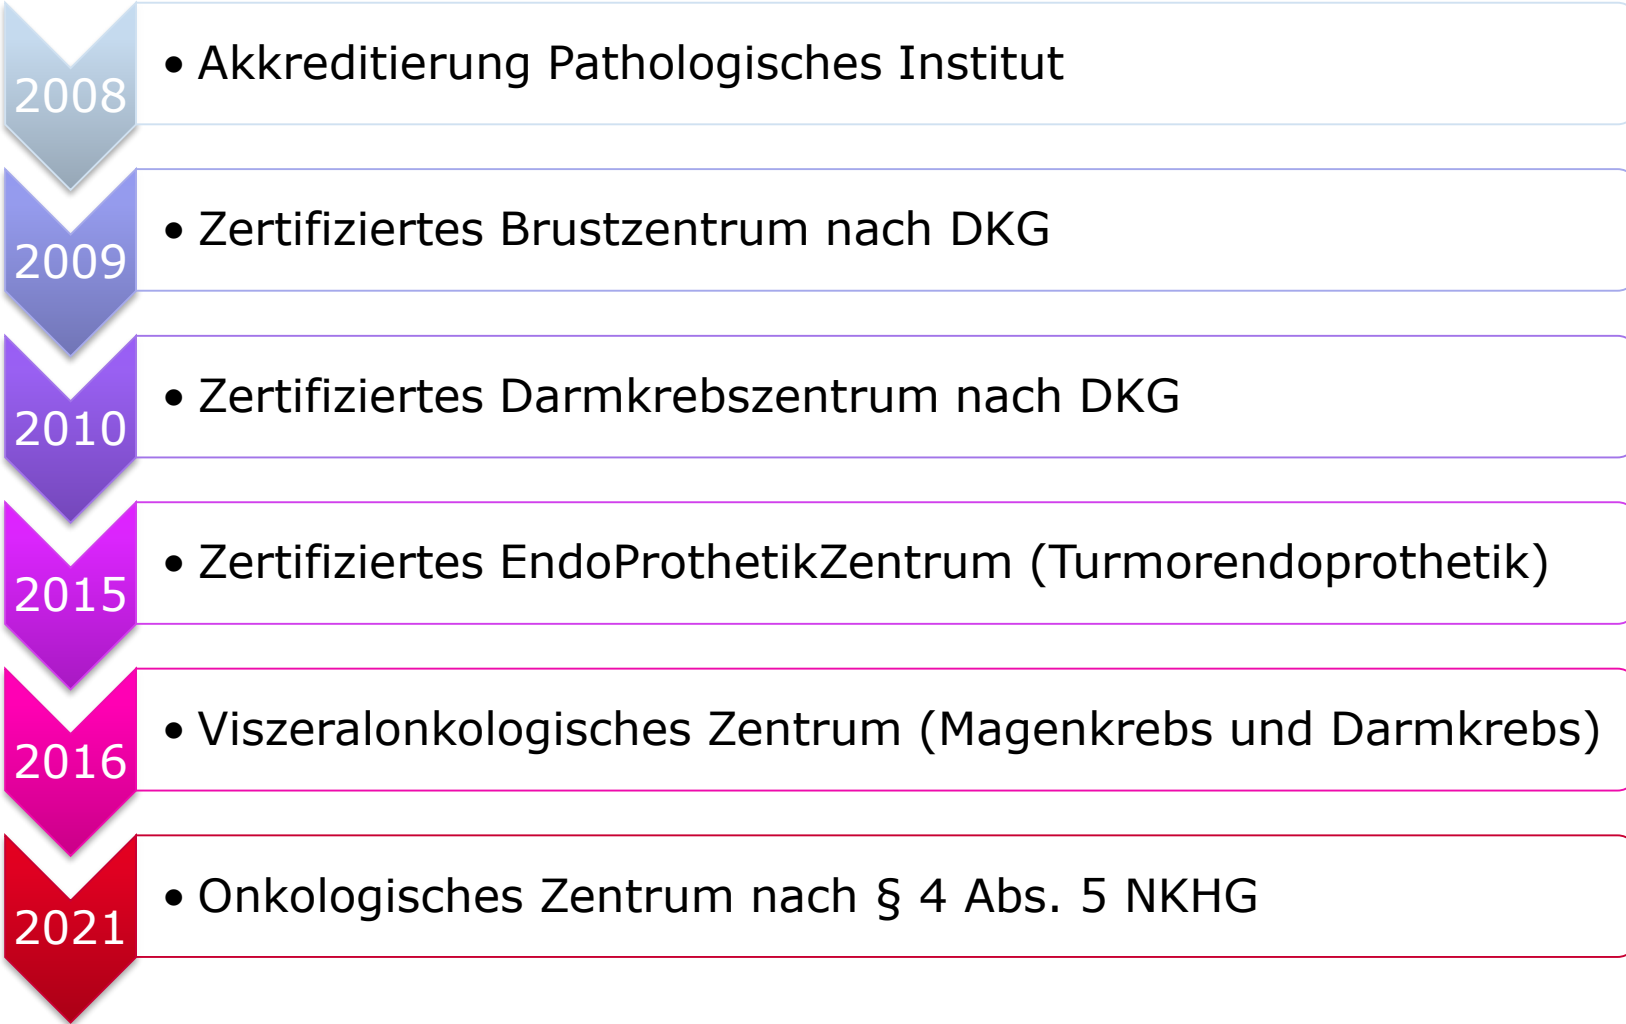 2008
• Akkreditierung Pathologisches Institut
2009
• Zertifiziertes Brustzentrum nach DKG
2010
• Zertifiziertes Darmkrebszentrum nach DKG
2015
• Zertifiziertes EndoProthetikZentrum (Turmorendoprothetik)
2016
• Viszeralonkologisches Zentrum (Magenkrebs und Darmkrebs)
2021
• Onkologisches Zentrum nach § 4 Abs. 5 NKHG